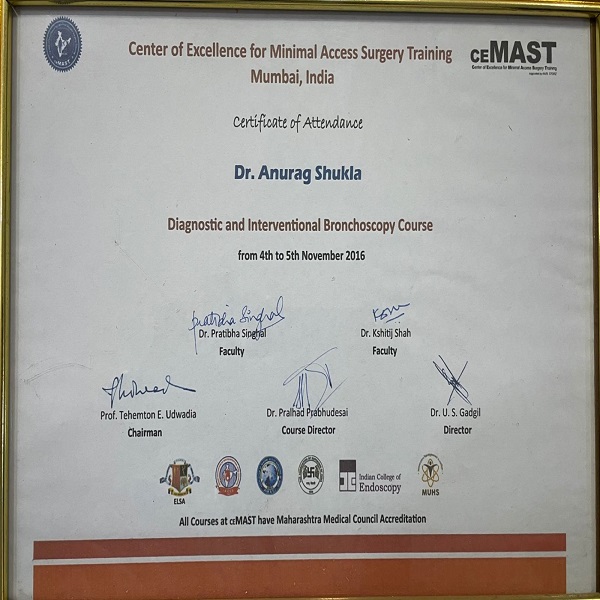 Center of Excellence for Minimal Access Surgery Training
Mumbai, India
CEMAST
Center of Excellence for Minimal Access Surgery Training
Certificate of Attendance
Dr. Anurag Shukla
Diagnostic and Interventional Bronchoscopy Course
from 4th to 5th November 2016
Pratibha Singhal
Dr. Pratibha Singhal
Faculty
Dr. Kshitij Shah
Faculty
Prof. Tehemton E. Udwadia
Chairman
Dr. Pralhad Prabhudesai
Course Director
Dr. U. S. Gadgil
Director
ELSA
Indian College of
Endoscopy
MUHS
All Courses at CEMAST have Maharashtra Medical Council Accreditation